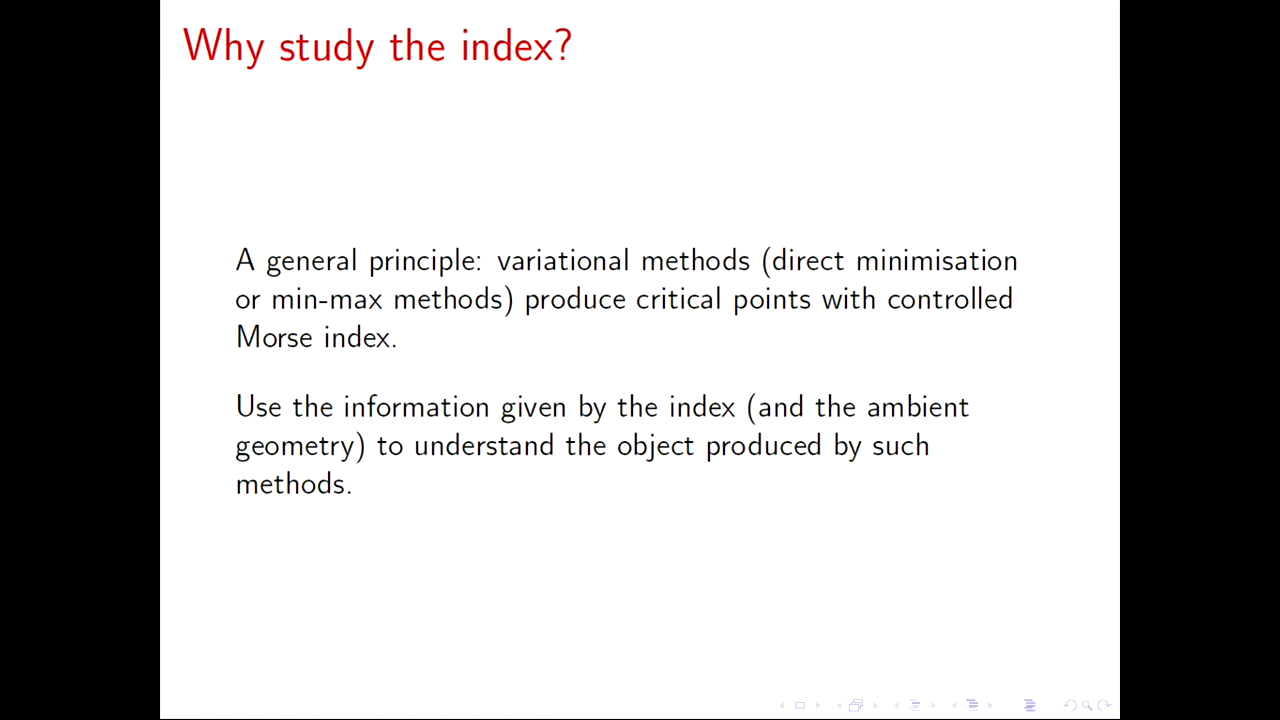 Why study the index?
A general principle: variational methods (direct minimisation
or min-max methods) produce critical points with controlled
Morse index.
Use the information given by the index (and the ambient
geometry) to understand the object produced by such
methods.